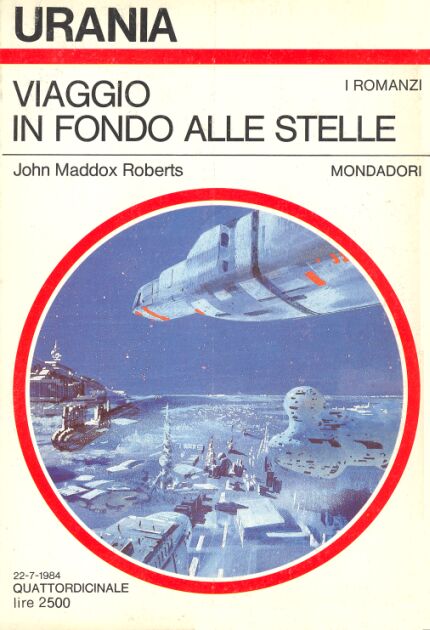 URANIA
I ROMANZI
VIAGGIO
IN FONDO ALLE STELLE
John Maddox Roberts
MONDADORI
22-7-1984
QUATTORDICINALE
lire 2500